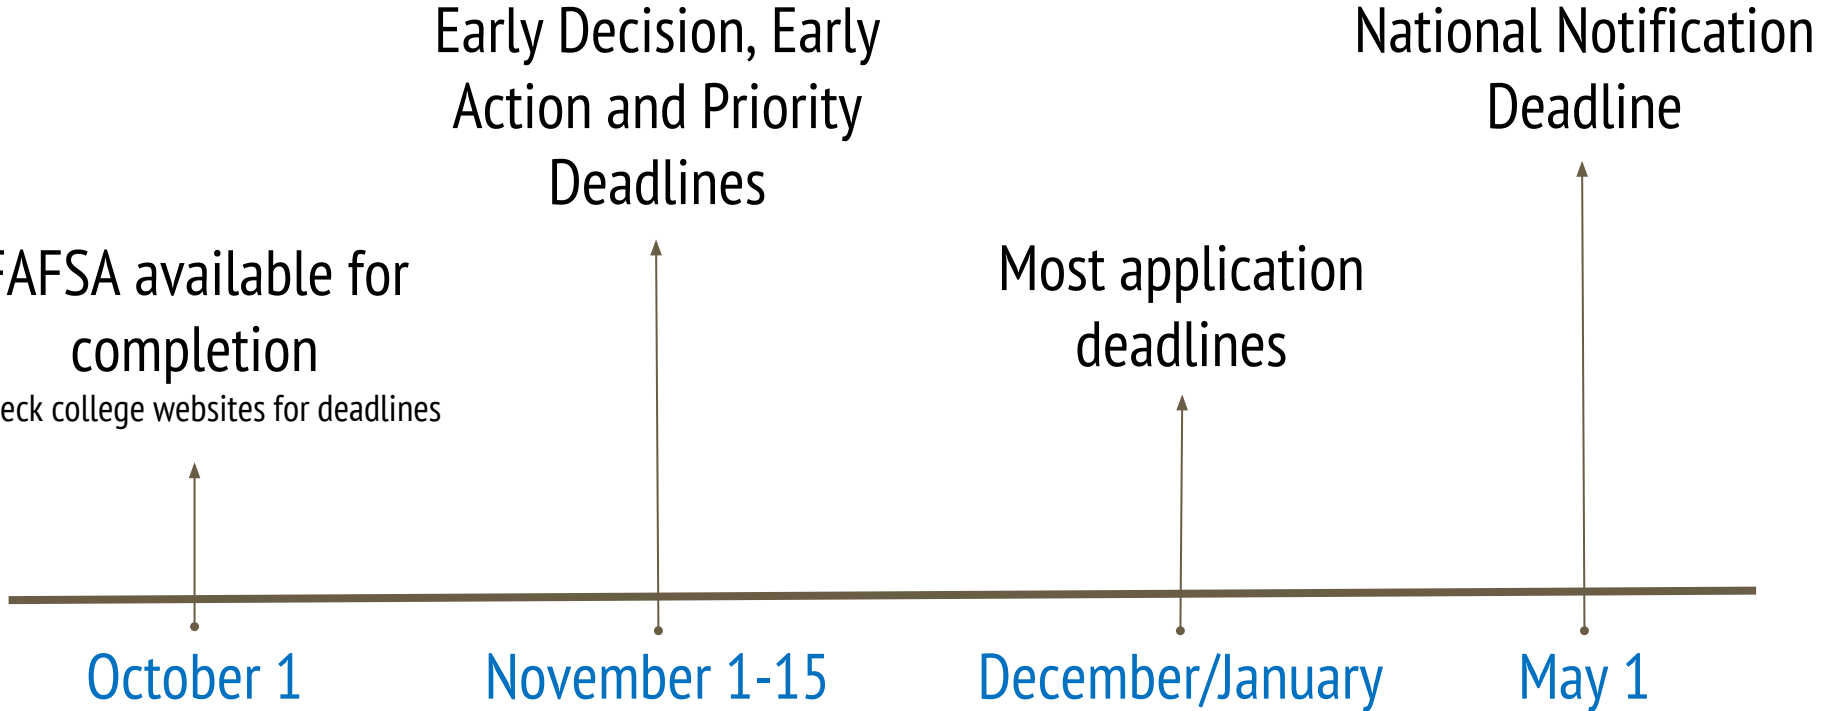 Early Decision, Early
Action and Priority
Deadlines
National Notification
Deadline
FAFSA available for
completion
eck college websites for deadlines
Most application
deadlines
October 1
November 1-15
December/January
May 1